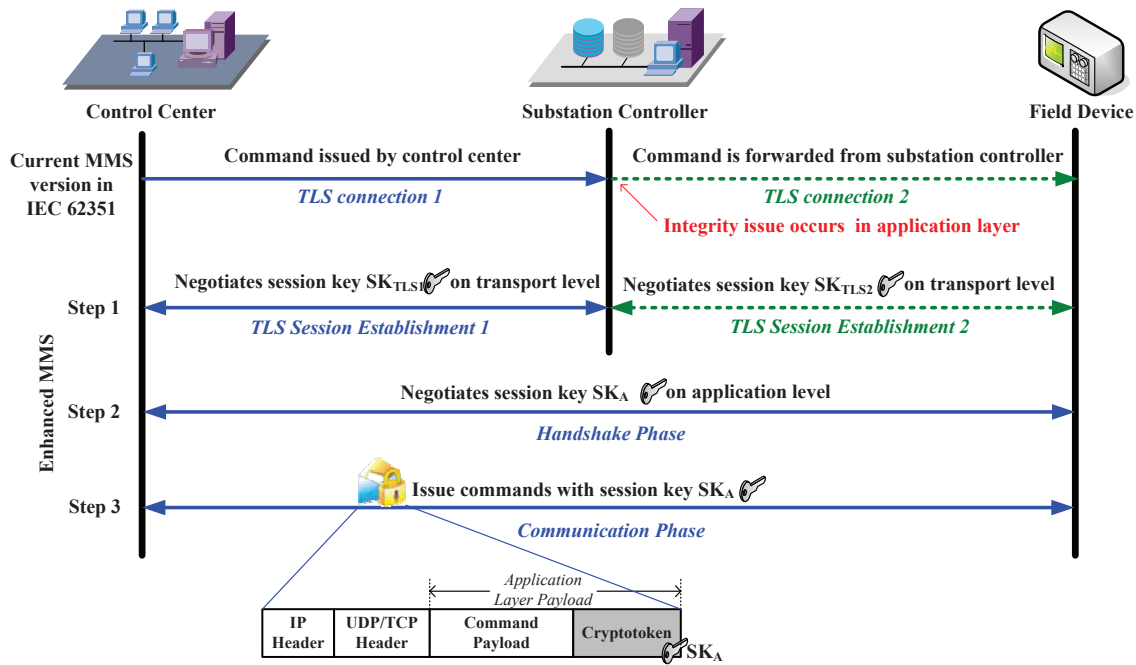 Control Center
Substation Controller
Field Device
Current MMS
version in
IEC 62351
Command issued by control center
TLS connection 1
Command is forwarded from substation controller
TLS connection 2
Integrity issue occurs in application layer
Enhanced MMS
Step 1
Negotiates session key SKTLS1 on transport level
TLS Session Establishment 1
Negotiates session key SKTLS2 on transport level
TLS Session Establishment 2
Step 2
Negotiates session key SKA on application level
Handshake Phase
Step 3
Issue commands with session key SKA
Communication Phase
Application
Layer Payload
IP
Header
UDP/TCP
Header
Command
Payload
Cryptotoken
SKA